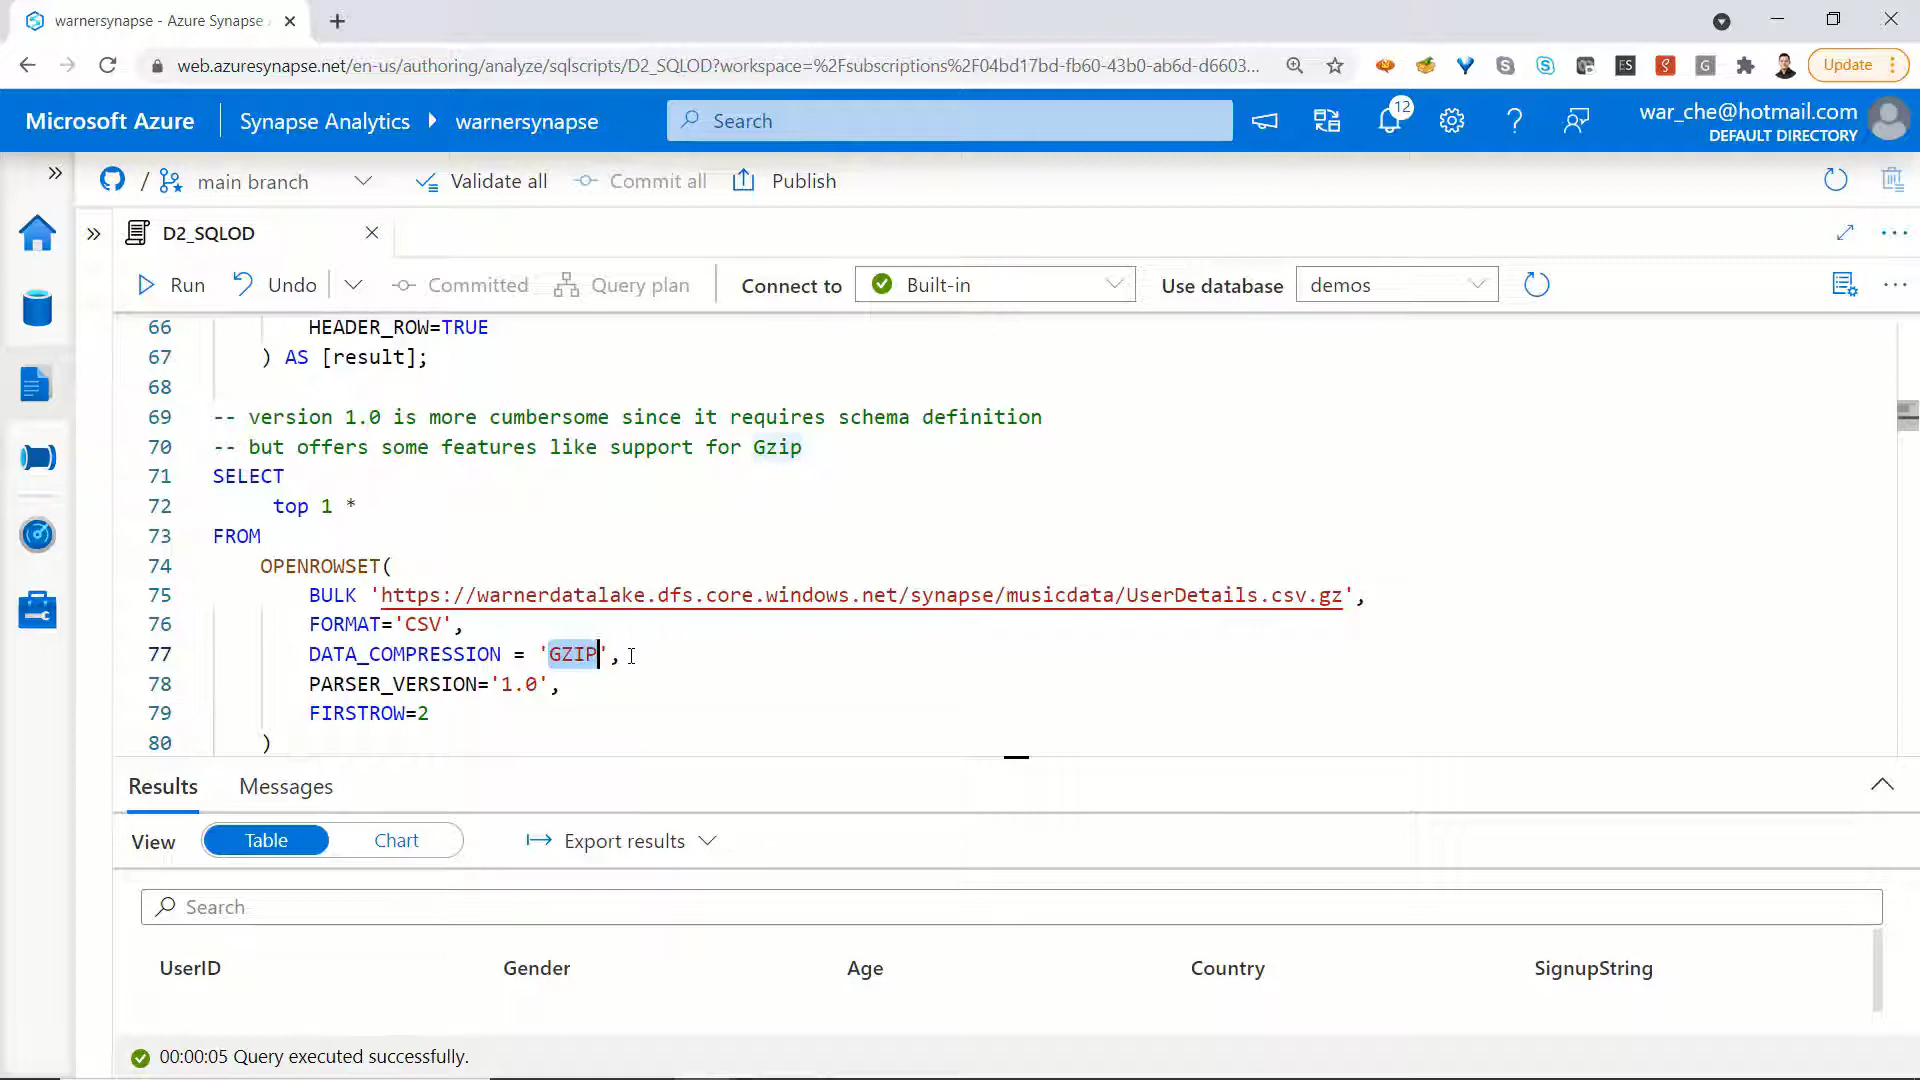 warnersynapse - Azure Synapse
web.azuresynapse.net/en-us/authoring/analyze/sqlscripts/D2_SQLOD?workspace=%2Fsubscriptions%2F04bd17bd-fb60-43b0-ab6d-d6603...
Update
Microsoft Azure
Synapse Analytics
warnersynapse
Search
12
war_che@hotmail.com
DEFAULT DIRECTORY
/ main branch
Validate all
Commit all
Publish
D2_SQLOD
Run
Undo
Committed
Query plan
Connect to
Built-in
Use database
demos
66 HEADER_ROW=TRUE
67 ) AS [result];
68
69 -- version 1.0 is more cumbersome since it requires schema definition
70 -- but offers some features like support for Gzip
71 SELECT
72 top 1 *
73 FROM
74 OPENROWSET(
75 BULK 'https://warnerdatalake.dfs.core.windows.net/synapse/musicdata/UserDetails.csv.gz',
76 FORMAT='CSV',
77 DATA_COMPRESSION = 'GZIP',
78 PARSER_VERSION='1.0',
79 FIRSTROW=2
80 )
Results
Messages
View
Table
Chart
Export results
Search
UserID
Gender
Age
Country
SignupString
00:00:05 Query executed successfully.